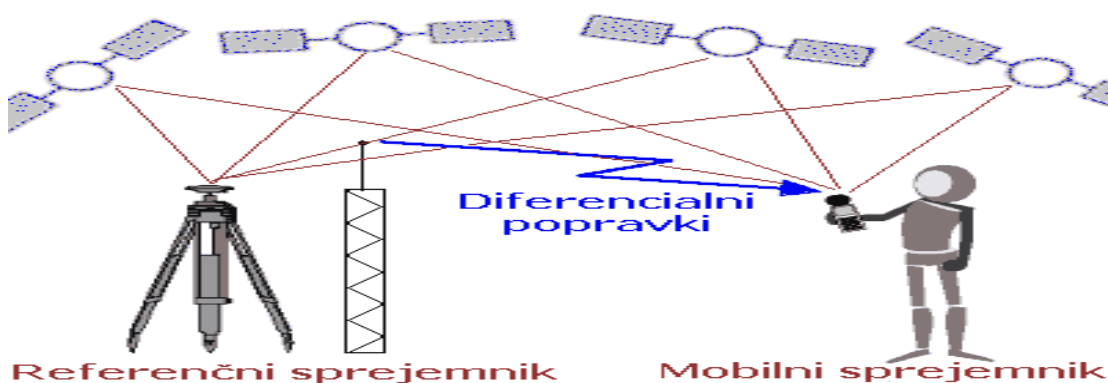 Diferencialni
popravki
Referenčni sprejemnik
Mobilni sprejemnik